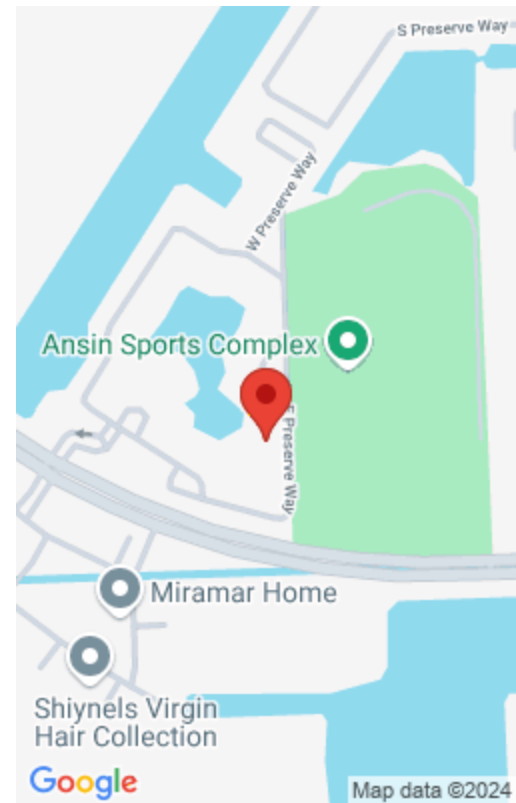 S Preserve Way
W Preserve Way
Ansin Sports Complex
E Preserve Way
Miramar Home
Shiynels Virgin
Hair Collection
Google
Map data ©2024